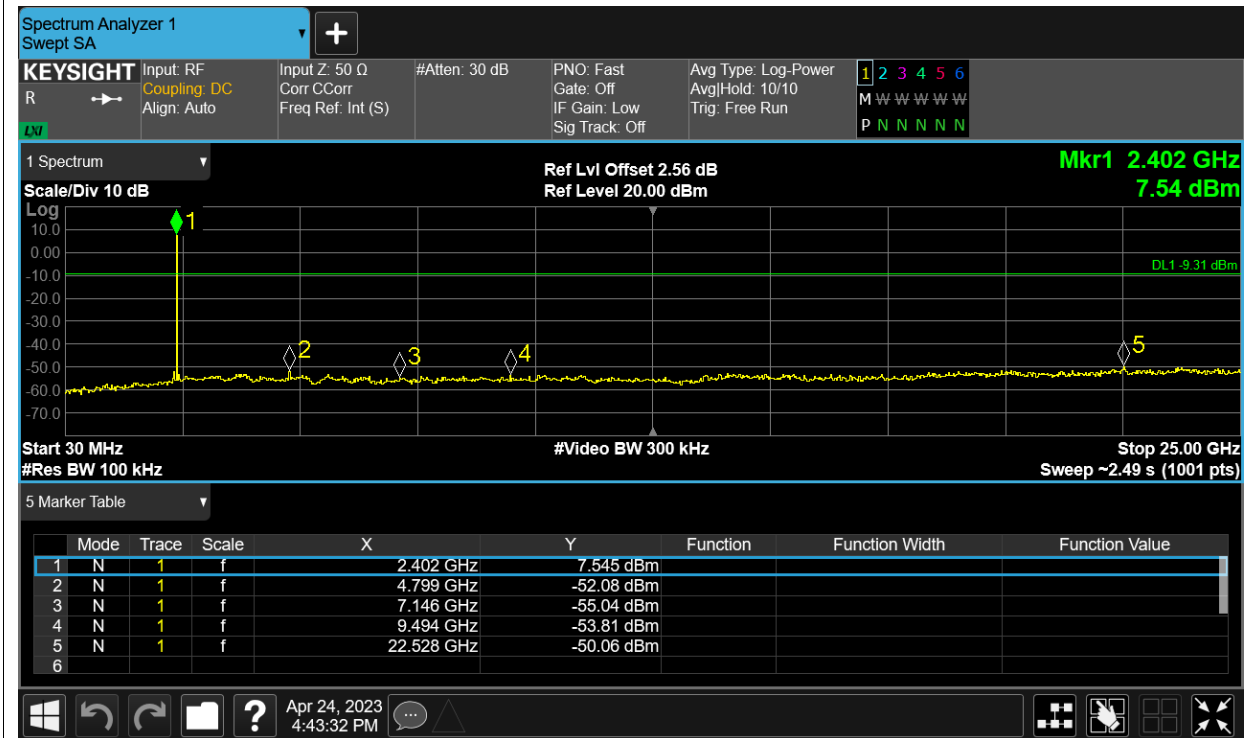 Spectrum Analyzer 1
Swept SA
KEYSIGHT
R
LXI
Input: RF
Coupling: DC
Align: Auto
Input Z: 50 Ω
Corr CCorr
Freq Ref: Int (S)
#Atten: 30 dB
PNO: Fast
Gate: Off
IF Gain: Low
Sig Track: Off
Avg Type: Log-Power
Avg|Hold: 10/10
Trig: Free Run
1 2 3 4 5 6
M W W W W W
P N N N N N
1 Spectrum
Scale/Div 10 dB
Ref Lvl Offset 2.56 dB
Ref Level 20.00 dBm
Mkr1 2.402 GHz
7.54 dBm
Log
10.0
0.00
-10.0
-20.0
-30.0
-40.0
-50.0
-60.0
-70.0
1
2
3
4
5
DL1 -9.31 dBm
Start 30 MHz
#Video BW 300 kHz
Stop 25.00 GHz
#Res BW 100 kHz
Sweep ~2.49 s (1001 pts)
5 Marker Table
Mode Trace Scale X Y Function Function Width Function Value
1 N 1 f 2.402 GHz 7.545 dBm
2 N 1 f 4.799 GHz -52.08 dBm
3 N 1 f 7.146 GHz -55.04 dBm
4 N 1 f 9.494 GHz -53.81 dBm
5 N 1 f 22.528 GHz -50.06 dBm
6
?
Apr 24, 2023
4:43:32 PM